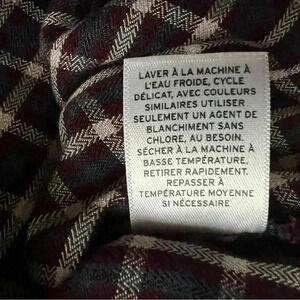 LAVER À LA MACHINE À
L'EAU FROIDE, CYCLE
DÉLICAT, AVEC COULEURS
SIMILAIRES UTILISER
SEULEMENT UN AGENT DE
BLANCHIMENT SANS
CHLORE, AU BESOIN.
SÉCHER À LA MACHINE À
BASSE TEMPÉRATURE,
RETIRER RAPIDEMENT.
REPASSER À
TEMPÉRATURE MOYENNE
SI NÉCESSAIRE